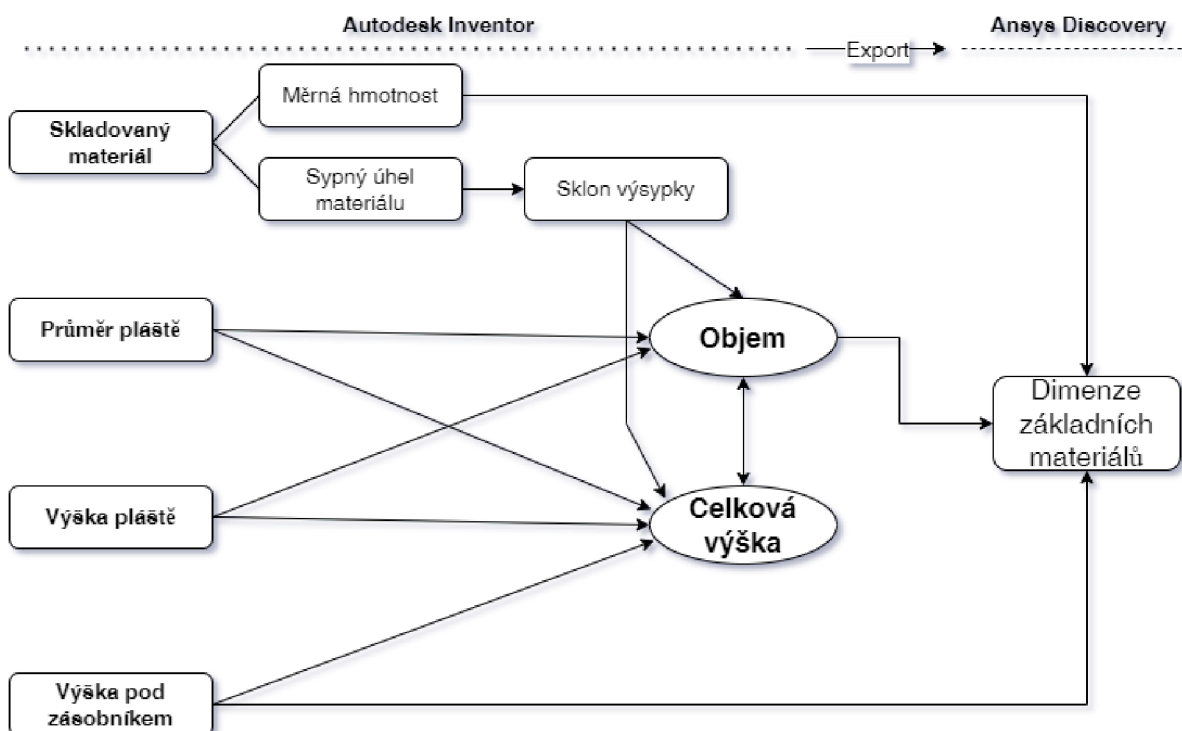 Autodesk Inventor
Export
Ansys Discovery
Měrná hmotnost
Skladovaný
materiál
Sypný úhel
materiálu
Sklon výsypky
Průměr pláště
Objem
Dimenze
základních
materiálů
Výška pláště
Celková
výška
Výška pod
zásobníkem